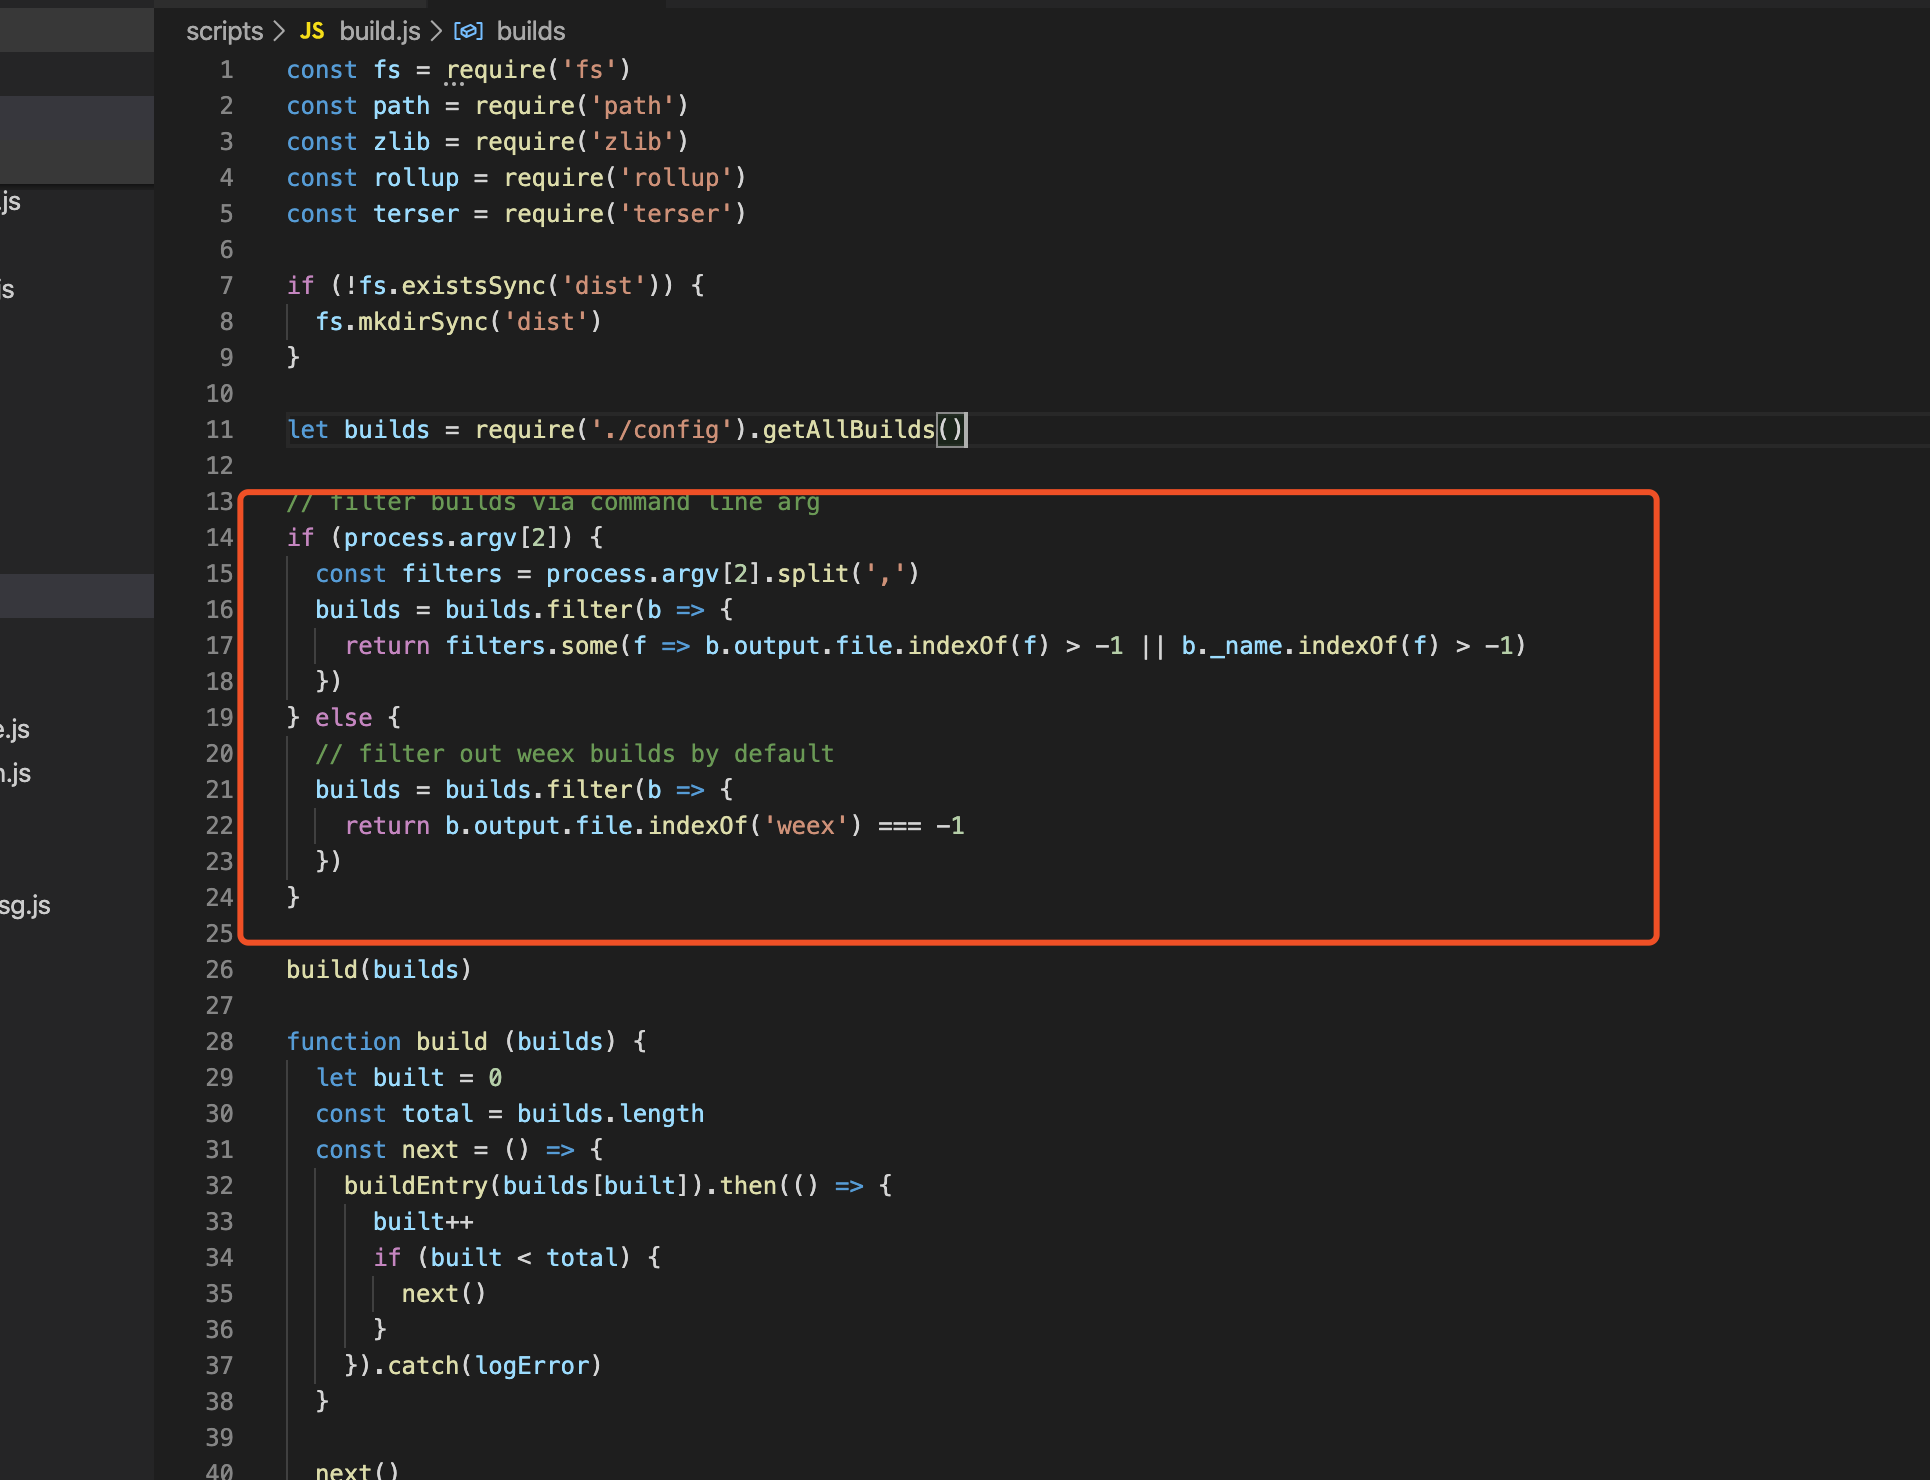 scripts > JS build.js > builds
.js
js
e.js
n.js
sg.js
1 const fs = require('fs')
2 const path = require('path')
3 const zlib = require('zlib')
4 const rollup = require('rollup')
5 const terser = require('terser')
6
7 if (!fs.existsSync('dist')) {
8   fs.mkdirSync('dist')
9 }
10
11 let builds = require('./config').getAllBuilds()
12
13 // filter builds via command line arg
14 if (process.argv[2]) {
15   const filters = process.argv[2].split(',')
16   builds = builds.filter(b => {
17     return filters.some(f => b.output.file.indexOf(f) > -1 || b._name.indexOf(f) > -1)
18   })
19 } else {
20   // filter out weex builds by default
21   builds = builds.filter(b => {
22     return b.output.file.indexOf('weex') === -1
23   })
24 }
25
26 build(builds)
27
28 function build (builds) {
29   let built = 0
30   const total = builds.length
31   const next = () => {
32     buildEntry(builds[built]).then(() => {
33       built++
34       if (built < total) {
35         next()
36       }
37     }).catch(logError)
38   }
39
40   next()